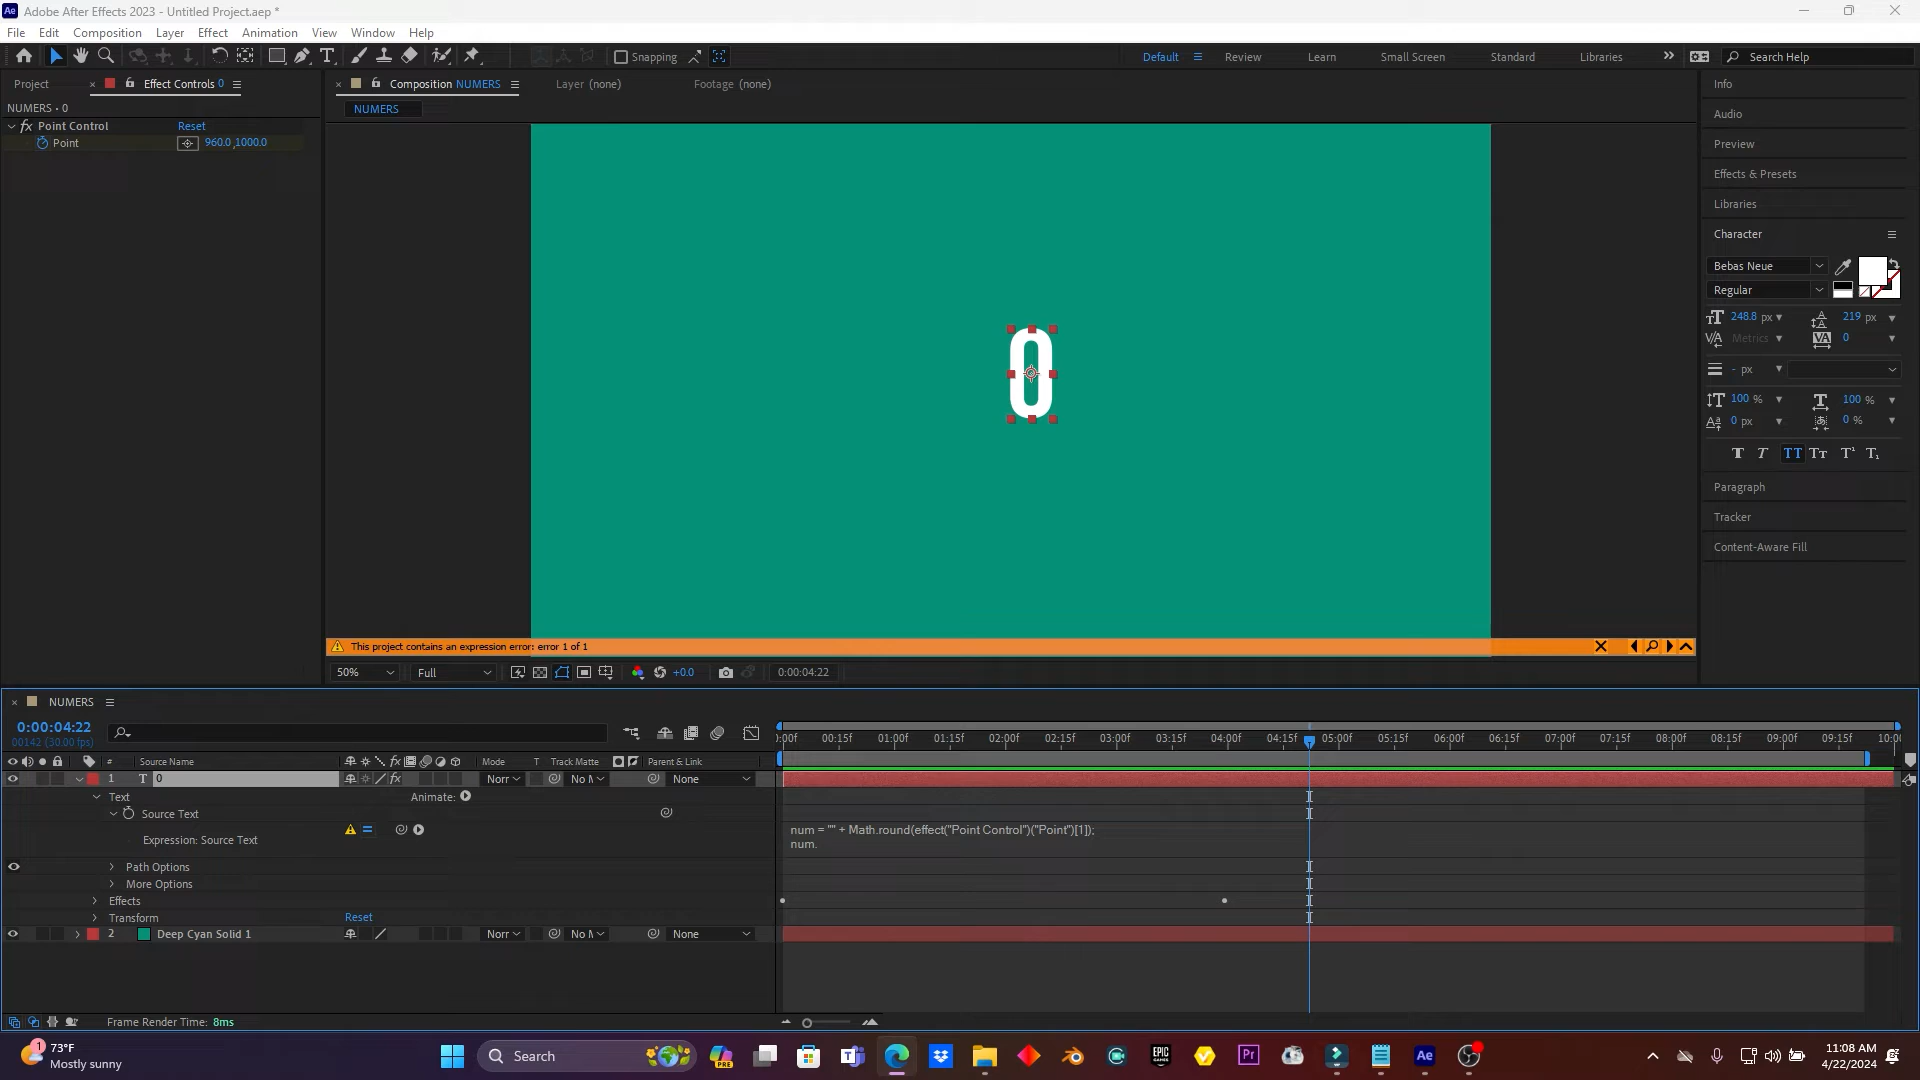 Adobe After Effects 2023 - Untitled Project.aep *
File Edit Composition Layer Effect Animation View Window Help
Snapping
Default Review Learn Small Screen Standard Libraries Search Help
Project Effect Controls 0
Composition NUMERS Layer (none) Footage (none)
NUMERS • 0
NUMERS
fx Point Control Reset
Point 960.0,1000.0
Info
Audio
Preview
Effects & Presets
Libraries
Character
Bebas Neue
Regular
248.8 px 219 px
Metrics 0
- px
100 % 100 %
0 px 0 %
Paragraph
Tracker
Content-Aware Fill
0
This project contains an expression error: error 1 of 1
50% Full +0.0 0:00:04:22
NUMERS
0:00:04:22
00142 (30.00 fps)
:00f 00:15f 01:00f 01:15f 02:00f 02:15f 03:00f 03:15f 04:00f 04:15f 05:00f 05:15f 06:00f 06:15f 07:00f 07:15f 08:00f 08:15f 09:00f 09:15f 10:0
# Source Name Mode T Track Matte Parent & Link
1 T 0 Norr No M None
Text Animate:
Source Text
Expression: Source Text
num = "" + Math.round(effect("Point Control")("Point")[1]);
num.
Path Options
More Options
Effects
Transform Reset
2 Deep Cyan Solid 1 Norr No M None
Frame Render Time: 8ms
1 73°F
Mostly sunny
Search
PRE
EPIC GAMES
Pr
Ae
11:08 AM
4/22/2024